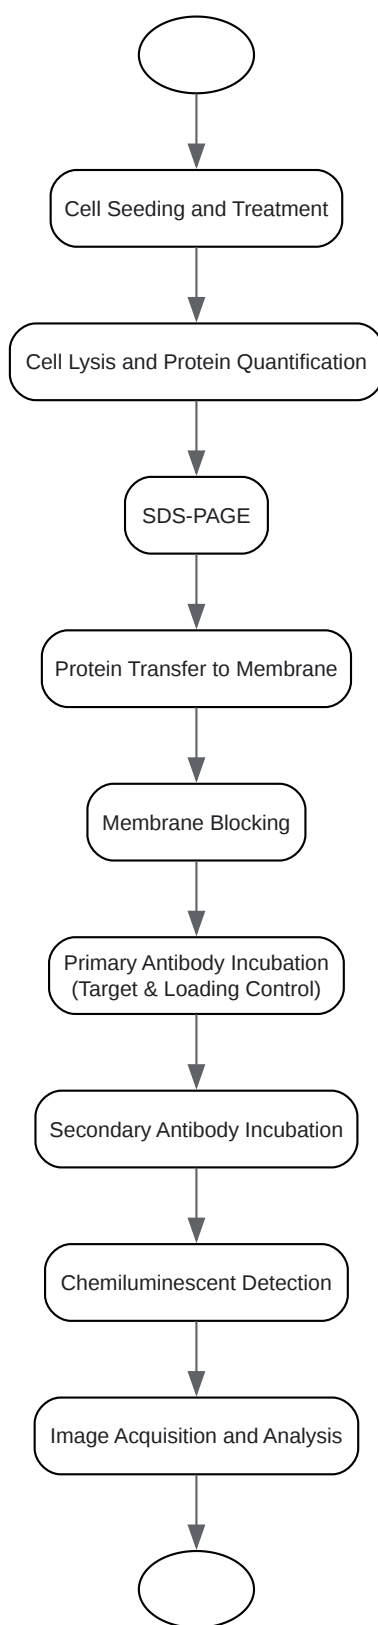 Cell Seeding and Treatment
Cell Lysis and Protein Quantification
SDS-PAGE
Protein Transfer to Membrane
Membrane Blocking
Primary Antibody Incubation
(Target & Loading Control)
Secondary Antibody Incubation
Chemiluminescent Detection
Image Acquisition and Analysis